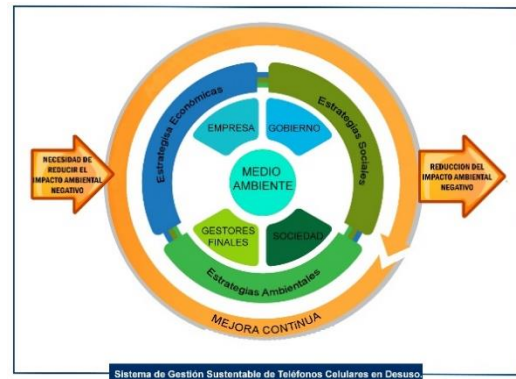 NECESIDAD DE
REDUCIR EL
IMPACTO AMBIENTAL
NEGATIVO
Estrategisa Económicas
Estrategias Sociales
EMPRESA
GOBIERNO
MEDIO
AMBIENTE
GESTORES
FINALES
SOCIEDAD
Estrategias Ambientales
MEJORA CONTINUA
REDUCCION DEL
IMPACTO AMBIENTAL
NEGATIVO
Sistema de Gestión Sustentable de Teléfonos Celulares en Desuso.